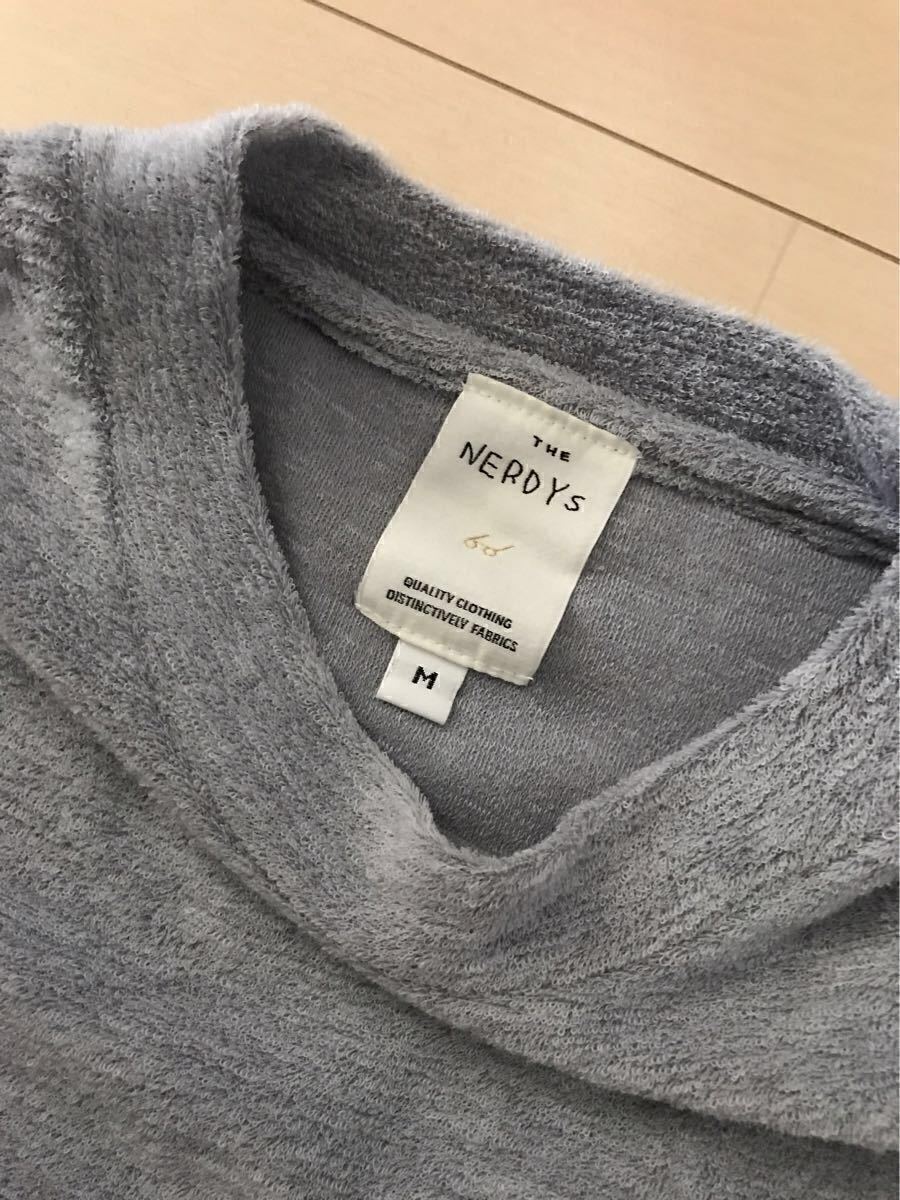 THE
NERDYS
QUALITY CLOTHING
DISTINCTIVELY FABRICS
M